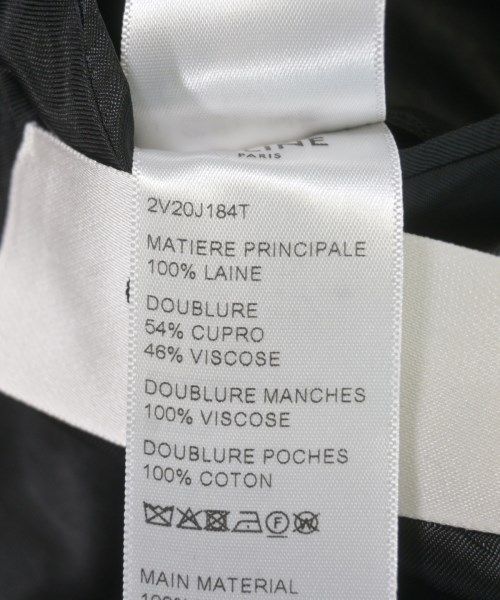 PARIS
2V20J184T
MATIERE PRINCIPALE
100% LAINE
DOUBLURE
54% CUPRO
46% VISCOSE
DOUBLURE MANCHES
100% VISCOSE
DOUBLURE POCHES
100% COTON
MAIN MATERIAL